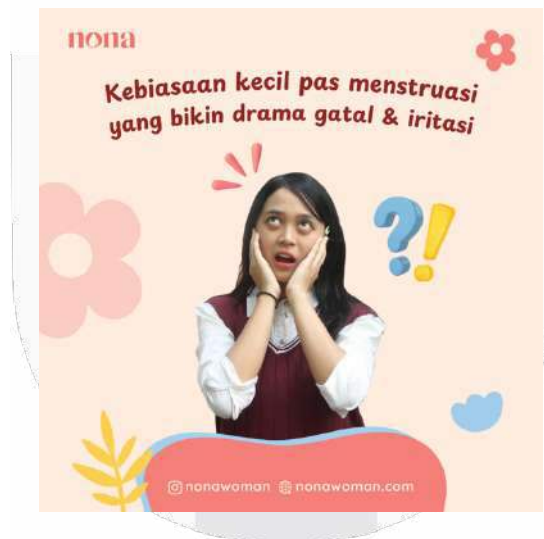 nona
Kebiasaan kecil pas menstruasi
yang bikin drama gatal & iritasi
?!
nonawoman nonawoman.com